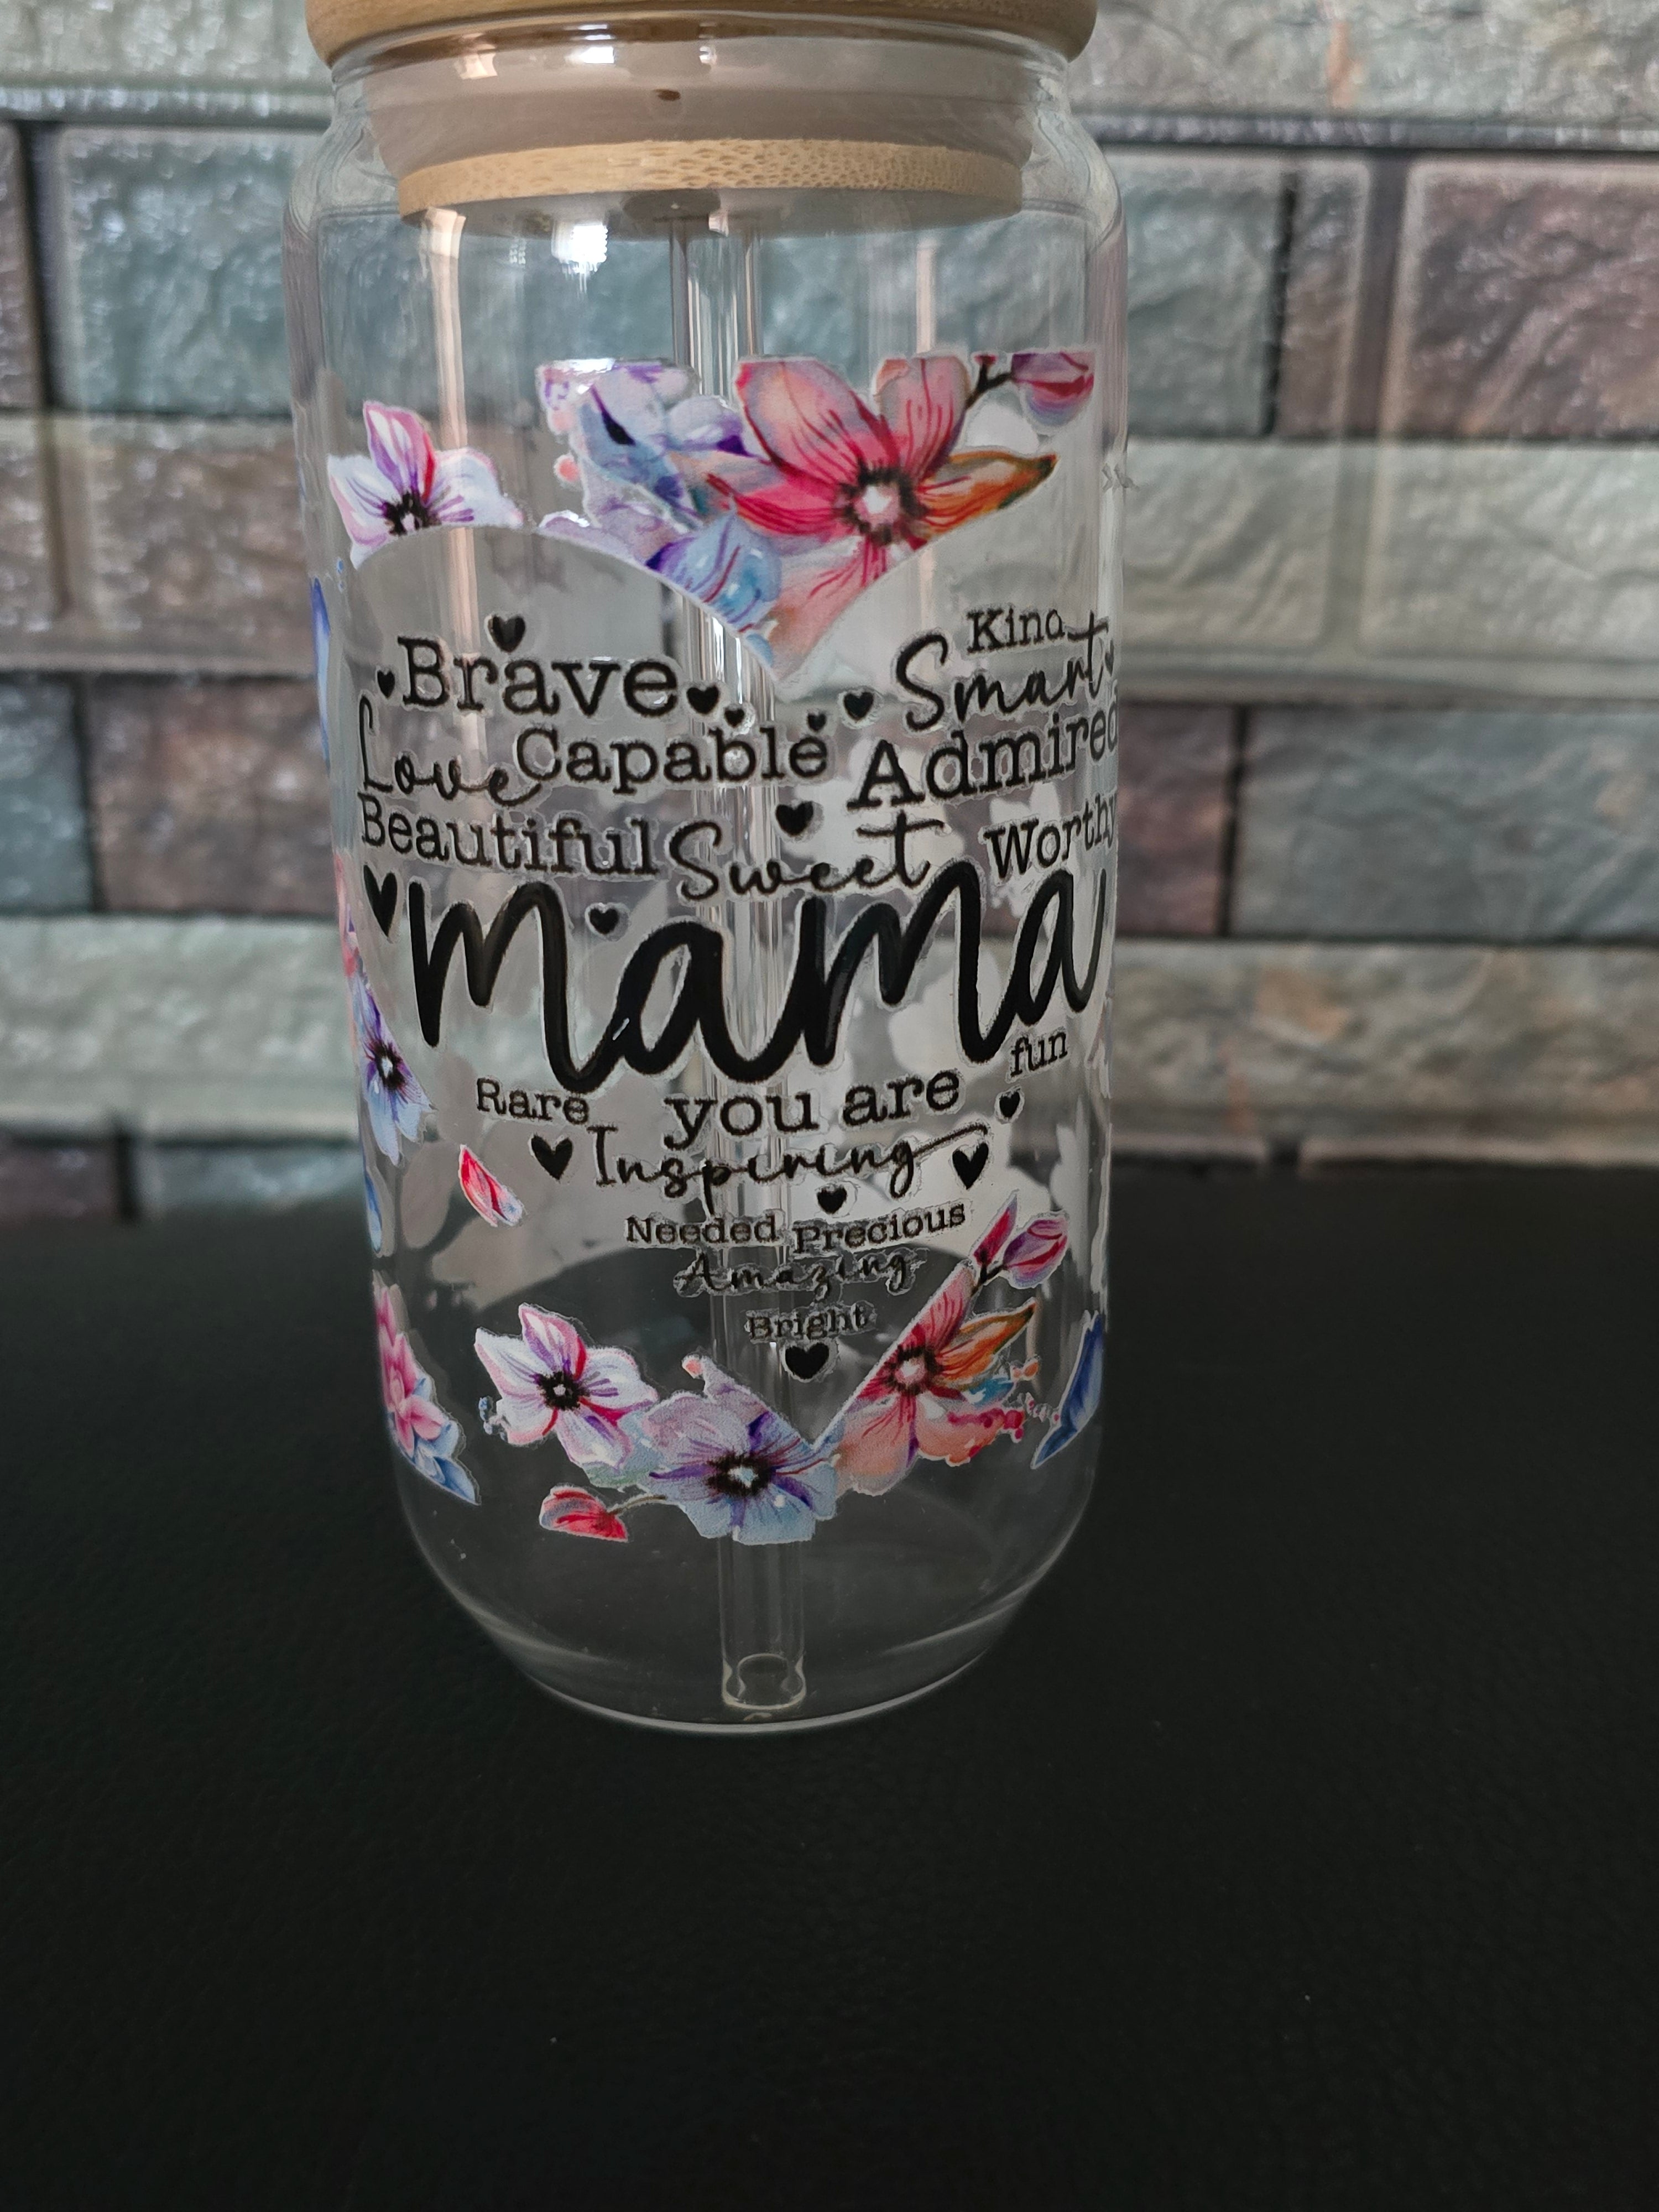 Kind
Brave Smart
Love Capable Admired
Beautiful Sweet Worthy
mama
fun
Rare you are
Inspiring
Needed Precious
Amazing
Bright